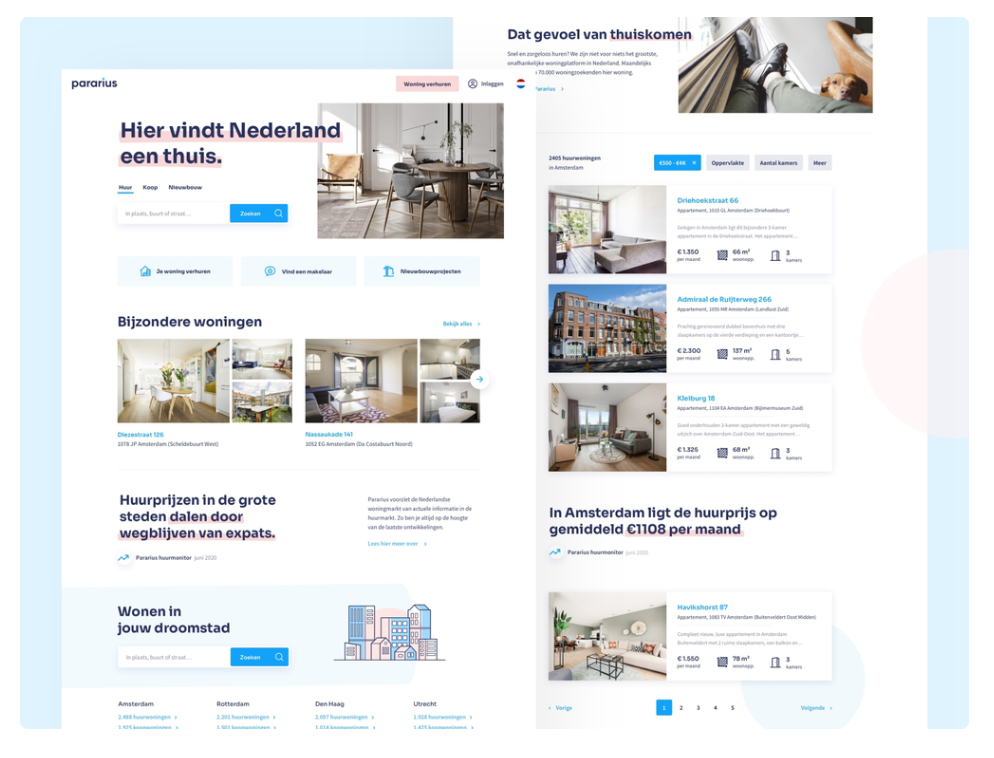 pararius
Woning verhuren
Inloggen
Hier vindt Nederland
een thuis.
Huur Koop Nieuwbouw
In plaats, buurt of straat ...
Zoeken
Je woning verhuren
Vind een makelaar
Nieuwbouwprojecten
Bijzondere woningen
Bekijk alles
Diezestraat 126
1078 JP Amsterdam (Scheldebuurt West)
Nassaukade 141
1052 EG Amsterdam (Da Costabuurt Noord)
Huurprijzen in de grote
steden dalen door
wegblijven van expats.
Pararius huurmonitor juni 2020
Pararius voorziet de Nederlandse
woningmarkt van actuele informatie in de
huurmarkt. Zo ben je altijd op de hoogte
van de laatste ontwikkelingen.
Lees hier meer over
Wonen in
jouw droomstad
In plaats, buurt of straat ...
Zoeken
Amsterdam
2.468 huurwoningen
Rotterdam
2.201 huurwoningen
Den Haag
2.097 huurwoningen
Utrecht
1.928 huurwoningen
Dat gevoel van thuiskomen
Snel en zorgeloos huren? We zijn niet voor niets het grootste,
onafhankelijke woningplatform in Nederland. Maandelijks
70.000 woningzoekenden hier woning.
Pararius
2405 huurwoningen
in Amsterdam
€500 - €4K ×
Oppervlakte
Aantal kamers
Meer
Driehoekstraat 66
Appartement, 1015 GL Amsterdam (Driehoekbuurt)
Gelegen in Amsterdam ligt dit bijzondere 3-kamer
appartement in de Driehoekstraat. Het appartement ...
€ 1.350 66 m² 3
per maand woonopp. kamers
Admiraal de Ruijterweg 266
Appartement, 1055 MR Amsterdam (Landlust Zuid)
Prachtig gerenoveerd dubbel bovenhuis met drie
slaapkamers op de vierde verdieping en een kantoortje ...
€ 2.300 137 m² 5
per maand woonopp. kamers
Kleiburg 18
Appartement, 1104 EA Amsterdam (Bijlmermuseum Zuid)
Goed onderhouden 3-kamer appartement met een geweldig
uitzich over Amsterdam Zuid-Oost. Het appartement ...
€ 1.325 68 m² 3
per maand woonopp. kamers
In Amsterdam ligt de huurprijs op
gemiddeld €1108 per maand
Pararius huurmonitor juni 2020
Havikshorst 87
Appartement, 1083 TV Amsterdam (Buitenveldert Oost Midden)
Compleet nieuw, luxe appartement in Amsterdam
Buitenveldert met 2 ruime slaapkamers, een balkon en ...
€ 1.550 78 m² 3
per maand woonopp. kamers
Vorige
1 2 3 4 5
Volgende